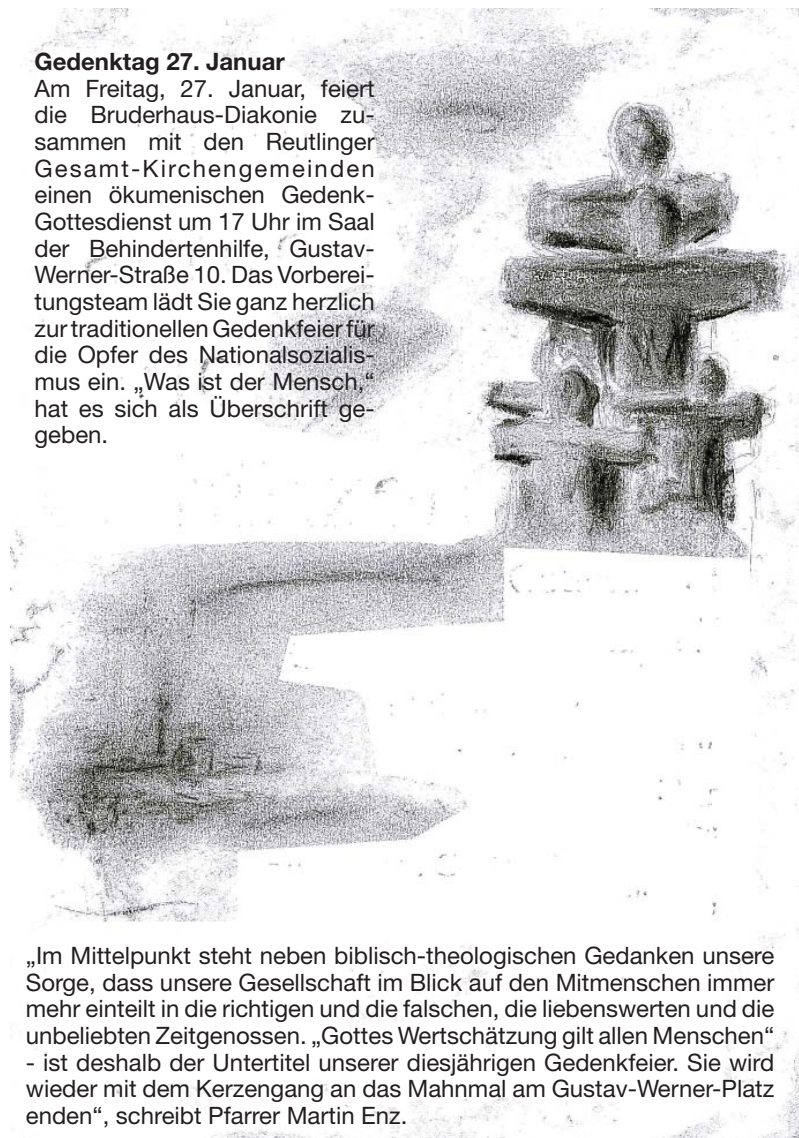 Gedenktag 27. Januar
Am Freitag, 27. Januar, feiert
die Bruderhaus-Diakonie zu-
sammen mit den Reutlinger
Gesamt-Kirchengemeinden
einen ökumenischen Gedenk-
Gottesdienst um 17 Uhr im Saal
der Behindertenhilfe, Gustav-
Werner-Straße 10. Das Vorberei-
tungsteam lädt Sie ganz herzlich
zur traditionellen Gedenkfeier für
die Opfer des Nationalsozialis-
mus ein. „Was ist der Mensch,“
hat es sich als Überschrift ge-
geben.
„Im Mittelpunkt steht neben biblisch-theologischen Gedanken unsere
Sorge, dass unsere Gesellschaft im Blick auf den Mitmenschen immer
mehr einteilt in die richtigen und die falschen, die liebenswerten und die
unbeliebten Zeitgenossen. „Gottes Wertschätzung gilt allen Menschen“
- ist deshalb der Untertitel unserer diesjährigen Gedenkfeier. Sie wird
wieder mit dem Kerzengang an das Mahnmal am Gustav-Werner-Platz
enden“, schreibt Pfarrer Martin Enz.